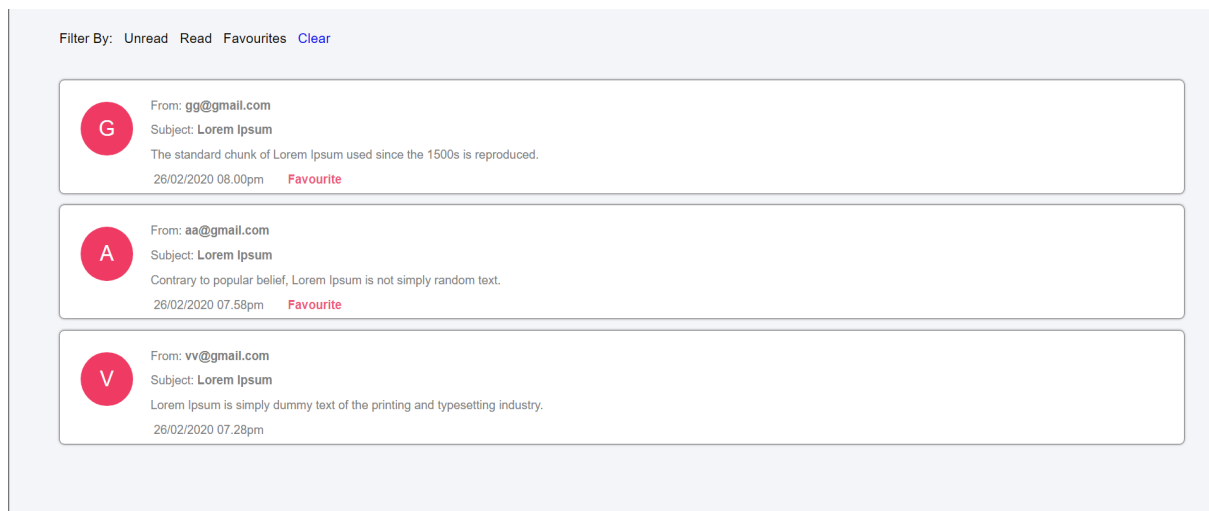 Filter By: Unread Read Favourites Clear
G
From: gg@gmail.com
Subject: Lorem Ipsum
The standard chunk of Lorem Ipsum used since the 1500s is reproduced.
26/02/2020 08.00pm Favourite
A
From: aa@gmail.com
Subject: Lorem Ipsum
Contrary to popular belief, Lorem Ipsum is not simply random text.
26/02/2020 07.58pm Favourite
V
From: vv@gmail.com
Subject: Lorem Ipsum
Lorem Ipsum is simply dummy text of the printing and typesetting industry.
26/02/2020 07.28pm